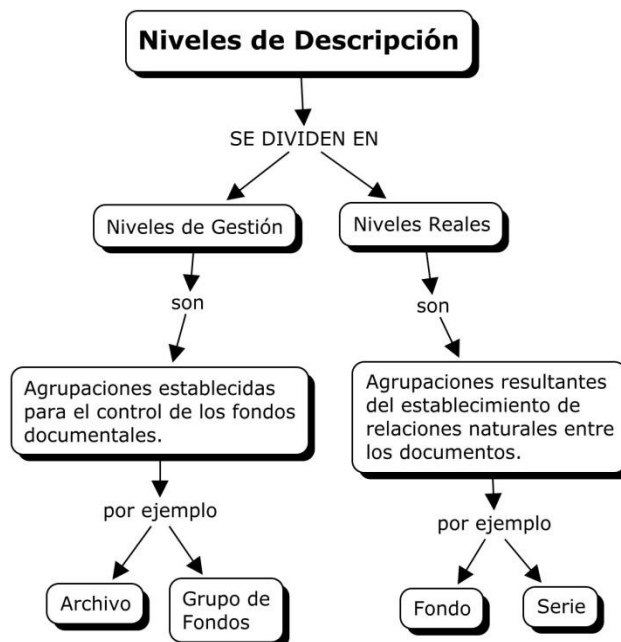 Niveles de Descripción
SE DIVIDEN EN
Niveles de Gestión
Niveles Reales
son
son
Agrupaciones establecidas
para el control de los fondos
documentales.
Agrupaciones resultantes
del establecimiento de
relaciones naturales entre
los documentos.
por ejemplo
por ejemplo
Archivo
Grupo de
Fondos
Fondo
Serie